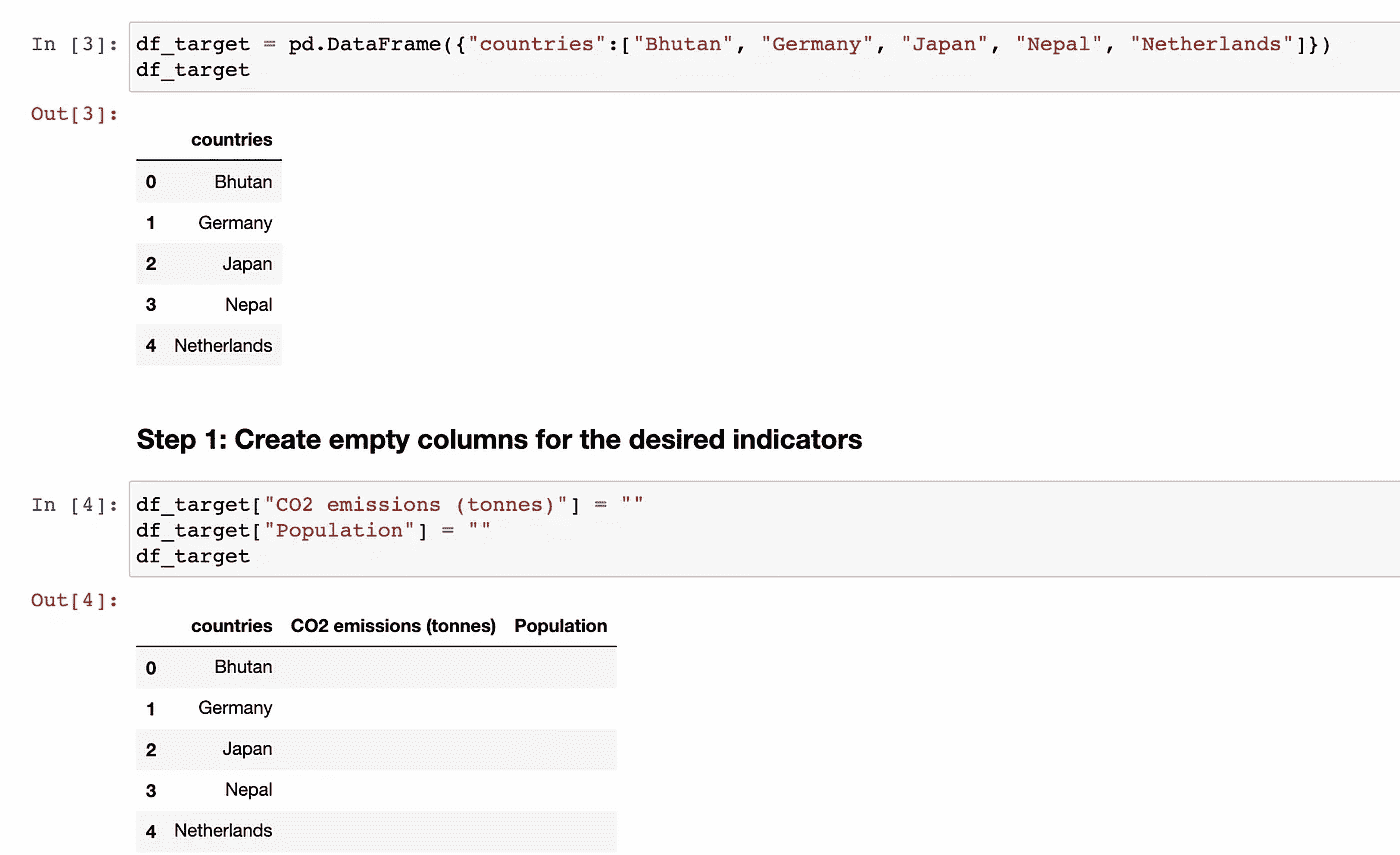 In [3]: df_target = pd.DataFrame({"countries":["Bhutan", "Germany", "Japan", "Nepal", "Netherlands"]})
df_target
Out[3]:
countries
0 Bhutan
1 Germany
2 Japan
3 Nepal
4 Netherlands
Step 1: Create empty columns for the desired indicators
In [4]: df_target["CO2 emissions (tonnes)"] = ""
df_target["Population"] = ""
df_target
Out[4]:
countries CO2 emissions (tonnes) Population
0 Bhutan
1 Germany
2 Japan
3 Nepal
4 Netherlands